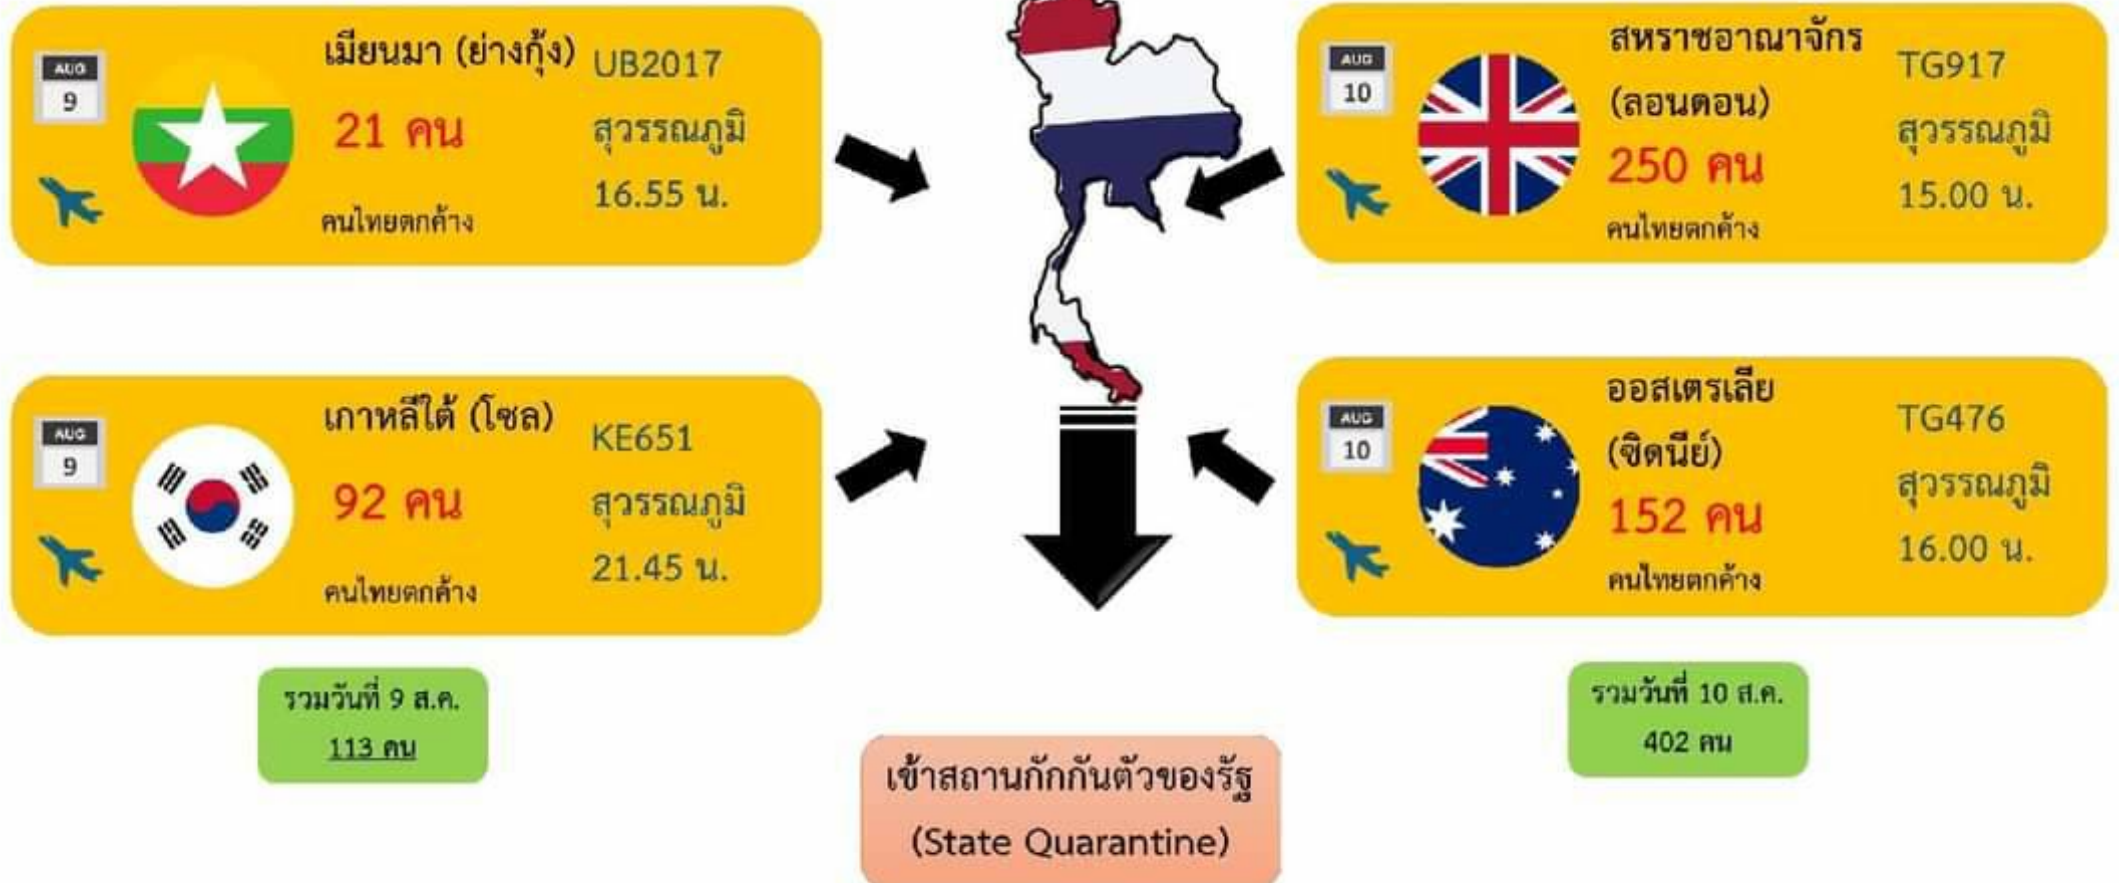 AUG
9
เมียนมา (ย่างกุ้ง)
21 คน
คนไทยตกค้าง
UB2017
สุวรรณภูมิ
16.55 น.
AUG
10
สหราชอาณาจักร
(ลอนดอน)
250 คน
คนไทยตกค้าง
TG917
สุวรรณภูมิ
15.00 น.
AUG
9
เกาหลีใต้ (โซล)
92 คน
คนไทยตกค้าง
KE651
สุวรรณภูมิ
21.45 น.
AUG
10
ออสเตรเลีย
(ซิดนีย์)
152 คน
คนไทยตกค้าง
TG476
สุวรรณภูมิ
16.00 น.
รวมวันที่ 9 ส.ค.
113 คน
รวมวันที่ 10 ส.ค.
402 คน
เข้าสถานกักกันตัวของรัฐ
(State Quarantine)